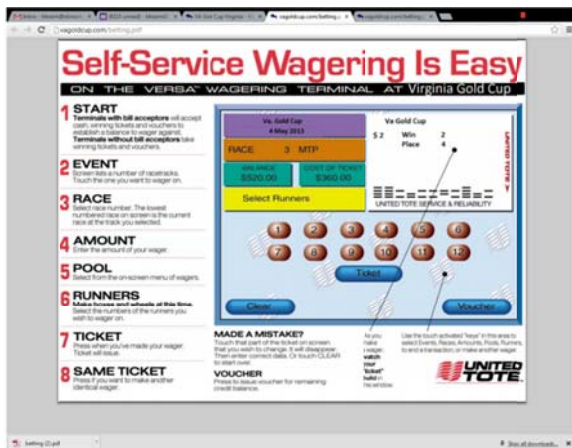 vagoldcup.com/betting.pdf
Self-Service Wagering Is Easy
ON THE VERSA WAGERING TERMINAL AT Virginia Gold Cup
1 START
Terminals with bill acceptors will accept
cash, winning tickets and vouchers to
establish a balance to wager against.
Terminals without bill acceptors take
winning tickets and vouchers.
2 EVENT
Screen lists a number of racetracks.
Touch the one you want to wager on.
3 RACE
Select race number. The lowest
numbered race on screen is the current
race at the track you selected.
4 AMOUNT
Enter the amount of your wager.
5 POOL
Select from the on-screen menu of wagers.
6 RUNNERS
Make boxes and wheels at this time.
Select the numbers of the runners you
wish to wager on.
7 TICKET
Press when you've made your wager.
Ticket will issue.
8 SAME TICKET
Press if you want to make another
identical wager.
Va. Gold Cup
4 May 2013
RACE 3 MTP
BALANCE
$520.00
COST OF TICKET
$360.00
Select Runners
Va Gold Cup
$ 2 Win 2
Place 4
UNITED TOTE
UNITED TOTE SERVICE & RELIABILITY
1 2 3 4 5 6
7 8 9 10 11 12
Ticket
Clear
Voucher
MADE A MISTAKE?
Touch that part of the ticket on screen
that you wish to change. It will disappear.
Then enter correct data. Or touch CLEAR
to start over.
VOUCHER
Press to issue voucher for remaining
credit balance.
As you
make
a wager,
watch
your
"ticket"
build in
this window.
Use the touch activated "keys" in this area to
select Events, Races, Amounts, Pools, Runners,
to end a transaction, or make another wager.
UNITED
TOTE
betting (2).pdf
Show all downloads...